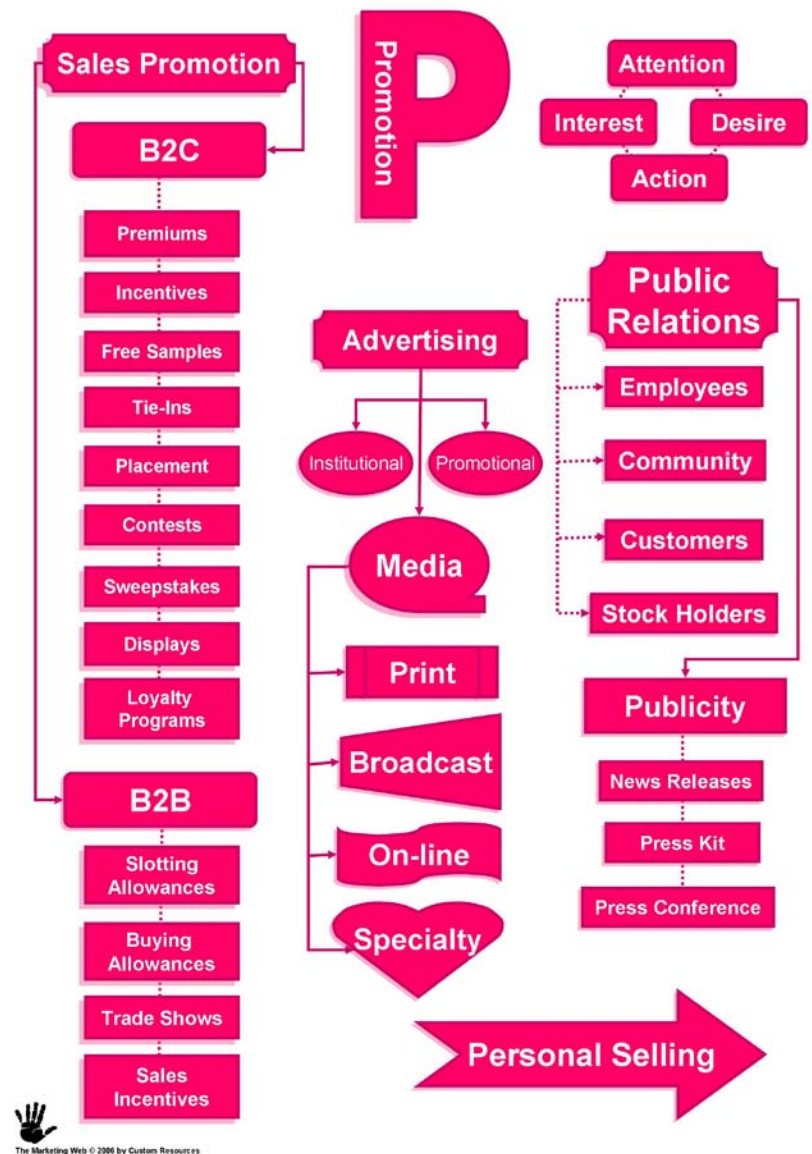 Sales Promotion
B2C
Premiums
Incentives
Free Samples
Tie-Ins
Placement
Contests
Sweepstakes
Displays
Loyalty
Programs
B2B
Slotting
Allowances
Buying
Allowances
Trade Shows
Sales
Incentives
Promotion
Attention
Interest
Desire
Action
Advertising
Institutional
Promotional
Media
Print
Broadcast
On-line
Specialty
Public
Relations
Employees
Community
Customers
Stock Holders
Publicity
News Releases
Press Kit
Press Conference
Personal Selling
The Marketing Web © 2006 by Custom Resources